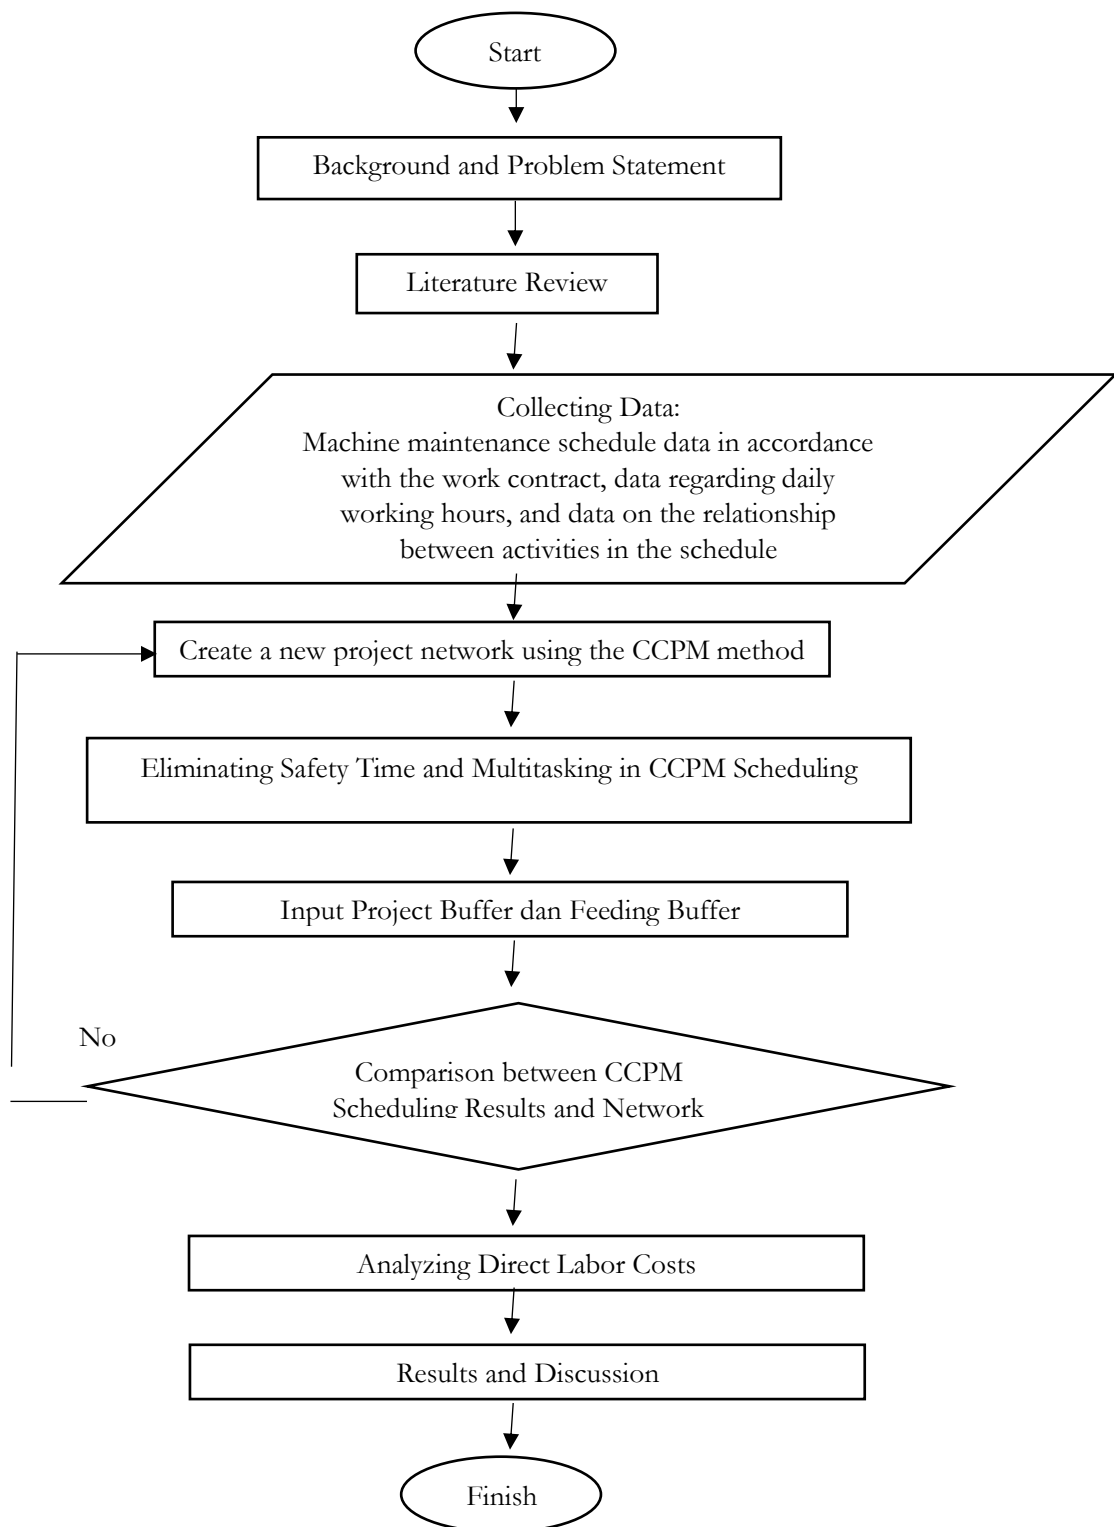 Start
Background and Problem Statement
Literature Review
Collecting Data:
Machine maintenance schedule data in accordance
with the work contract, data regarding daily
working hours, and data on the relationship
between activities in the schedule
Create a new project network using the CCPM method
Eliminating Safety Time and Multitasking in CCPM Scheduling
Input Project Buffer dan Feeding Buffer
No
Comparison between CCPM
Scheduling Results and Network
Analyzing Direct Labor Costs
Results and Discussion
Finish